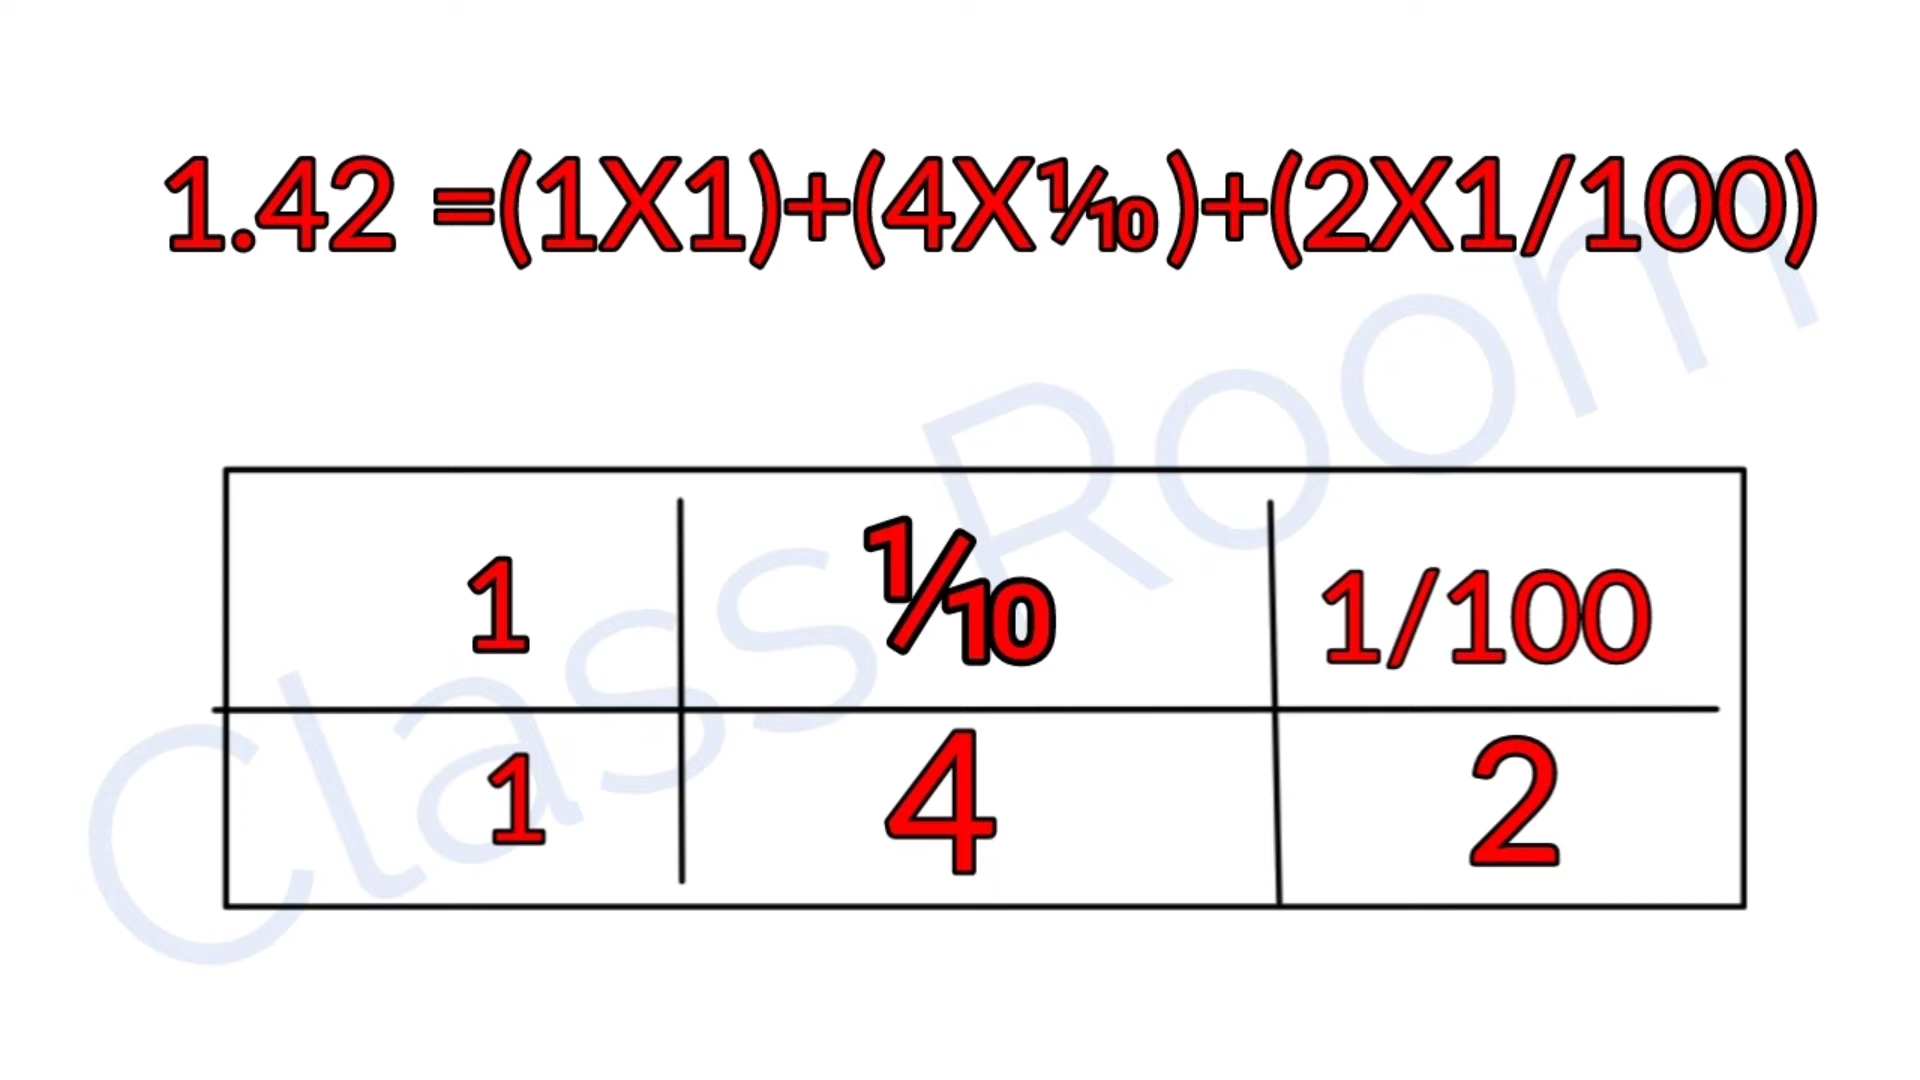 1.42 =(1X1)+(4X⅒)+(2X1/100)
1 ⅒ 1/100
1 4 2
Class Room